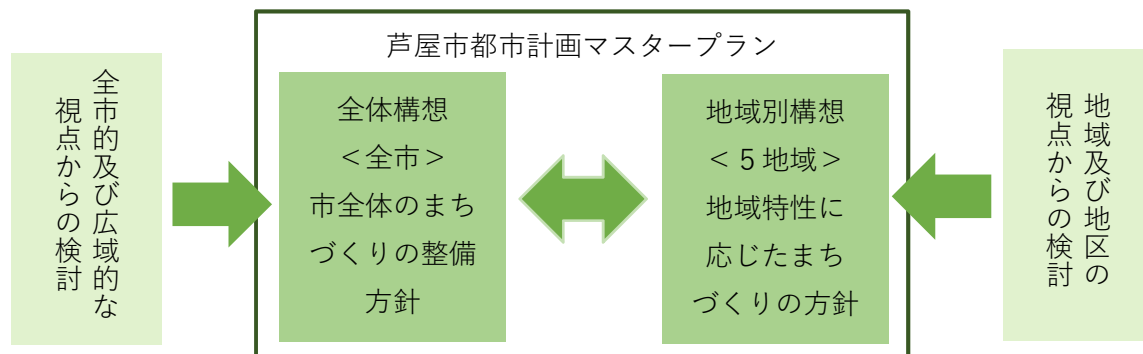 芦屋市都市計画マスタープラン
全市的及び広域的な
視点からの検討
全体構想
＜全市＞
市全体のまち
づくりの整備
方針
地域別構想
＜５地域＞
地域特性に
応じたまち
づくりの方針
地域及び地区の
視点からの検討